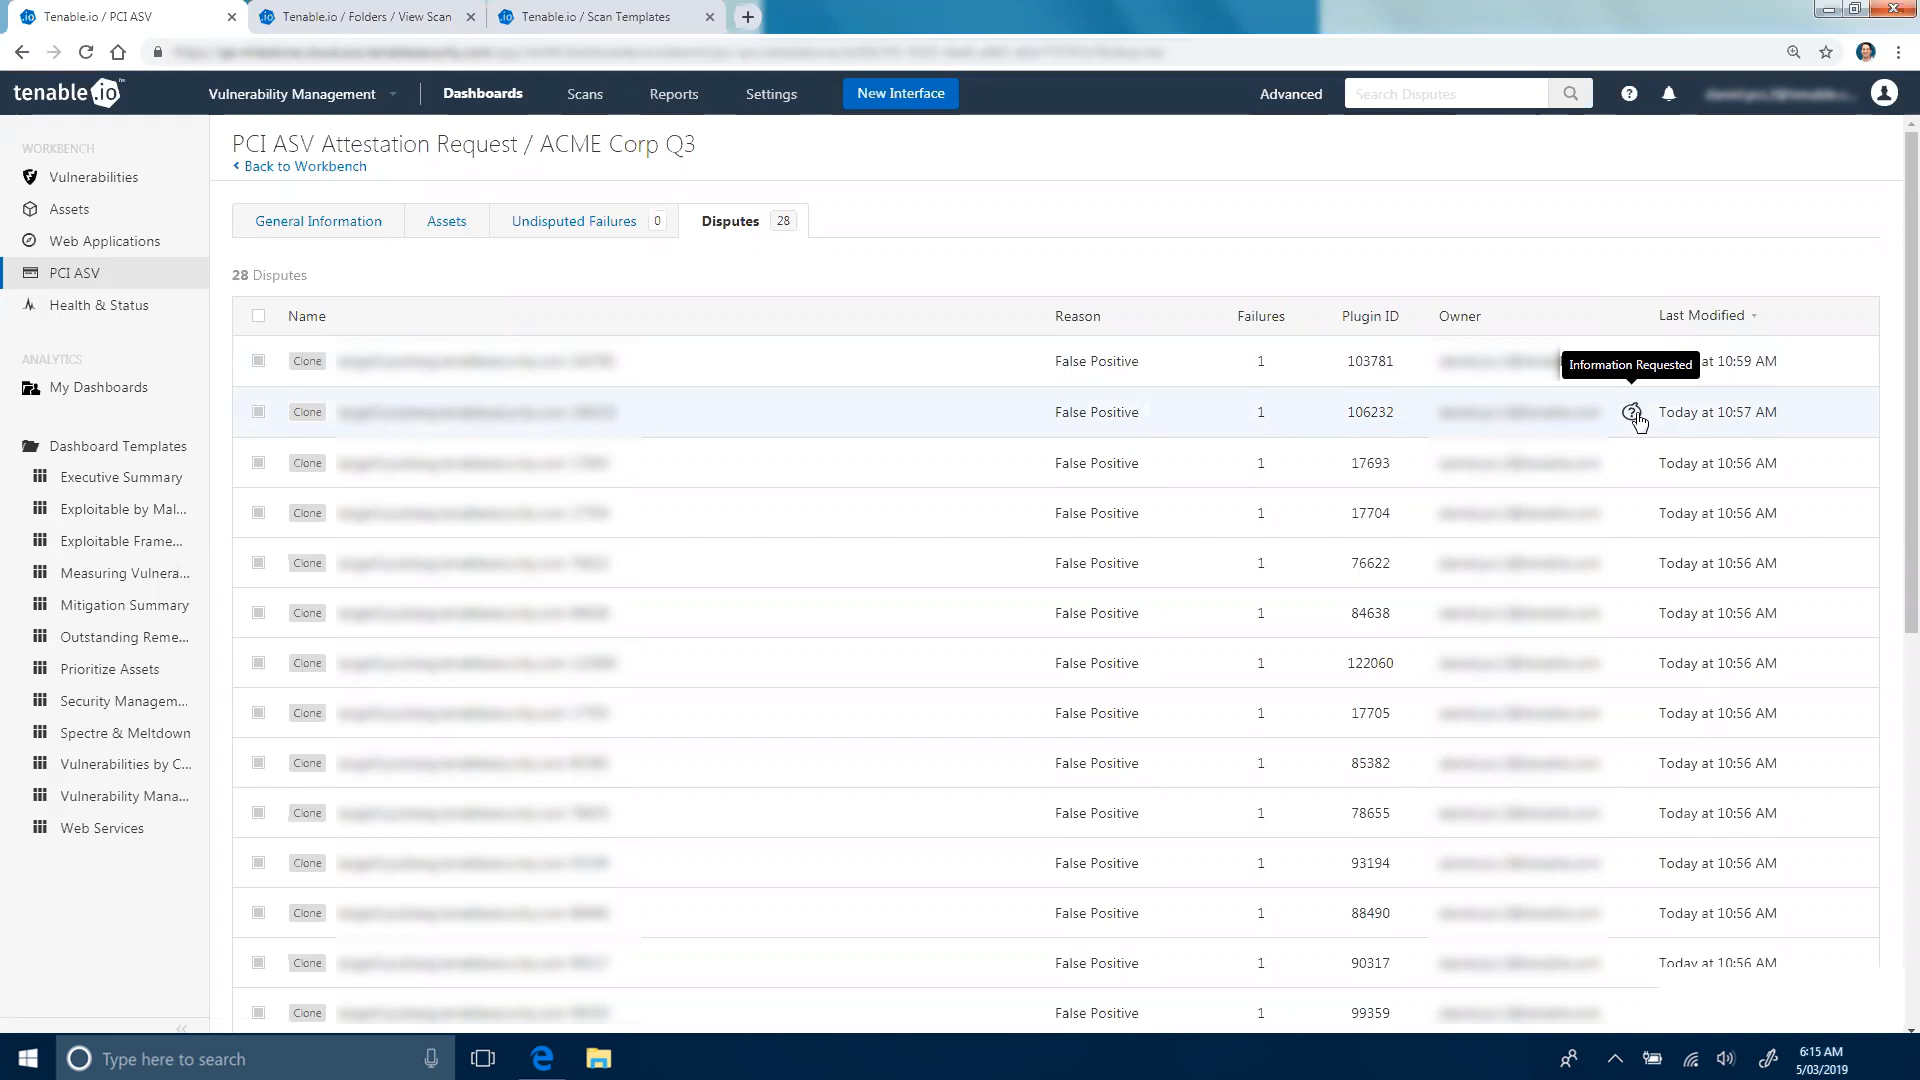 Tenable.io / PCI ASV
Tenable.io / Folders / View Scan
Tenable.io / Scan Templates
tenable.io
Vulnerability Management
Dashboards
Scans
Reports
Settings
New Interface
Advanced
Search Disputes
WORKBENCH
Vulnerabilities
Assets
Web Applications
PCI ASV
Health & Status
ANALYTICS
My Dashboards
Dashboard Templates
Executive Summary
Exploitable by Mal...
Exploitable Frame...
Measuring Vulnera...
Mitigation Summary
Outstanding Reme...
Prioritize Assets
Security Managem...
Spectre & Meltdown
Vulnerabilities by C...
Vulnerability Mana...
Web Services
PCI ASV Attestation Request / ACME Corp Q3
Back to Workbench
General Information
Assets
Undisputed Failures 0
Disputes 28
28 Disputes
Name Reason Failures Plugin ID Owner Last Modified
Clone False Positive 1 103781 at 10:59 AM
Information Requested
Clone False Positive 1 106232 Today at 10:57 AM
Clone False Positive 1 17693 Today at 10:56 AM
Clone False Positive 1 17704 Today at 10:56 AM
Clone False Positive 1 76622 Today at 10:56 AM
Clone False Positive 1 84638 Today at 10:56 AM
Clone False Positive 1 122060 Today at 10:56 AM
Clone False Positive 1 17705 Today at 10:56 AM
Clone False Positive 1 85382 Today at 10:56 AM
Clone False Positive 1 78655 Today at 10:56 AM
Clone False Positive 1 93194 Today at 10:56 AM
Clone False Positive 1 88490 Today at 10:56 AM
Clone False Positive 1 90317 Today at 10:56 AM
Clone False Positive 1 99359
Type here to search
6:15 AM
5/03/2019